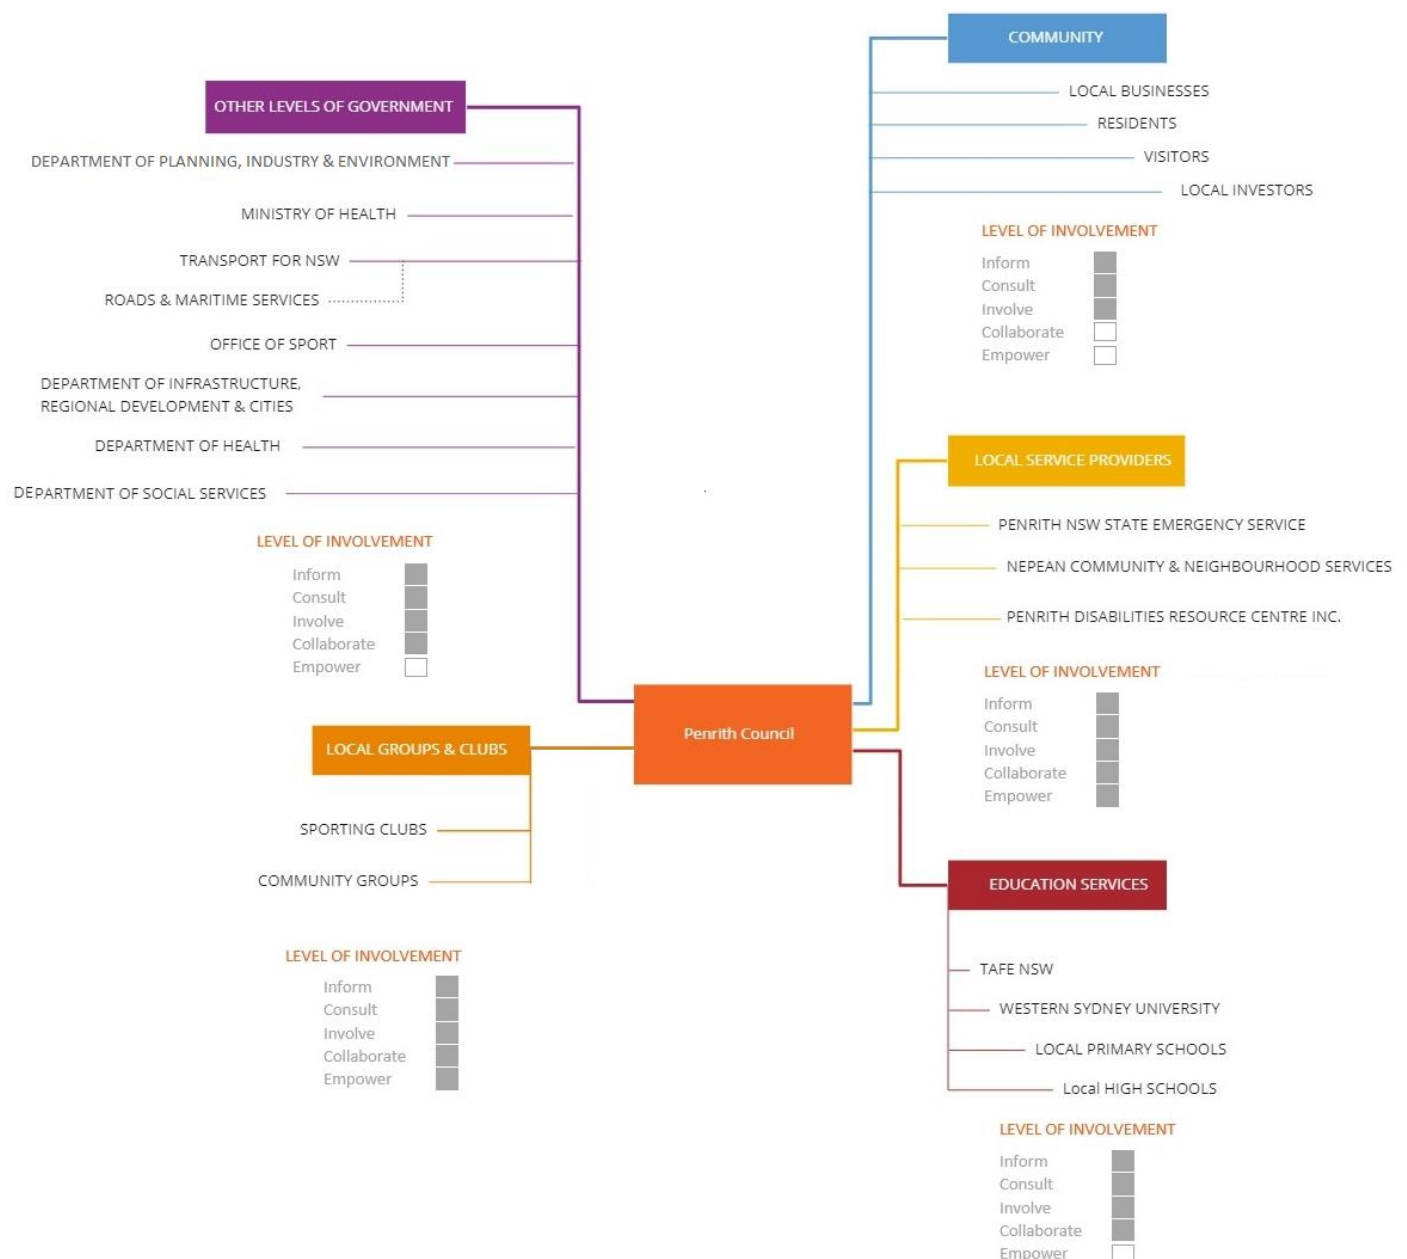 COMMUNITY
LOCAL BUSINESSES
RESIDENTS
VISITORS
LOCAL INVESTORS
LEVEL OF INVOLVEMENT
Inform
Consult
Involve
Collaborate
Empower
OTHER LEVELS OF GOVERNMENT
DEPARTMENT OF PLANNING, INDUSTRY & ENVIRONMENT
MINISTRY OF HEALTH
TRANSPORT FOR NSW
ROADS & MARITIME SERVICES
OFFICE OF SPORT
DEPARTMENT OF INFRASTRUCTURE,
REGIONAL DEVELOPMENT & CITIES
DEPARTMENT OF HEALTH
DEPARTMENT OF SOCIAL SERVICES
LEVEL OF INVOLVEMENT
Inform
Consult
Involve
Collaborate
Empower
LOCAL SERVICE PROVIDERS
PENRITH NSW STATE EMERGENCY SERVICE
NEPEAN COMMUNITY & NEIGHBOURHOOD SERVICES
PENRITH DISABILITIES RESOURCE CENTRE INC.
LEVEL OF INVOLVEMENT
Inform
Consult
Involve
Collaborate
Empower
Penrith Council
LOCAL GROUPS & CLUBS
SPORTING CLUBS
COMMUNITY GROUPS
LEVEL OF INVOLVEMENT
Inform
Consult
Involve
Collaborate
Empower
EDUCATION SERVICES
TAFE NSW
WESTERN SYDNEY UNIVERSITY
LOCAL PRIMARY SCHOOLS
Local HIGH SCHOOLS
LEVEL OF INVOLVEMENT
Inform
Consult
Involve
Collaborate
Empower